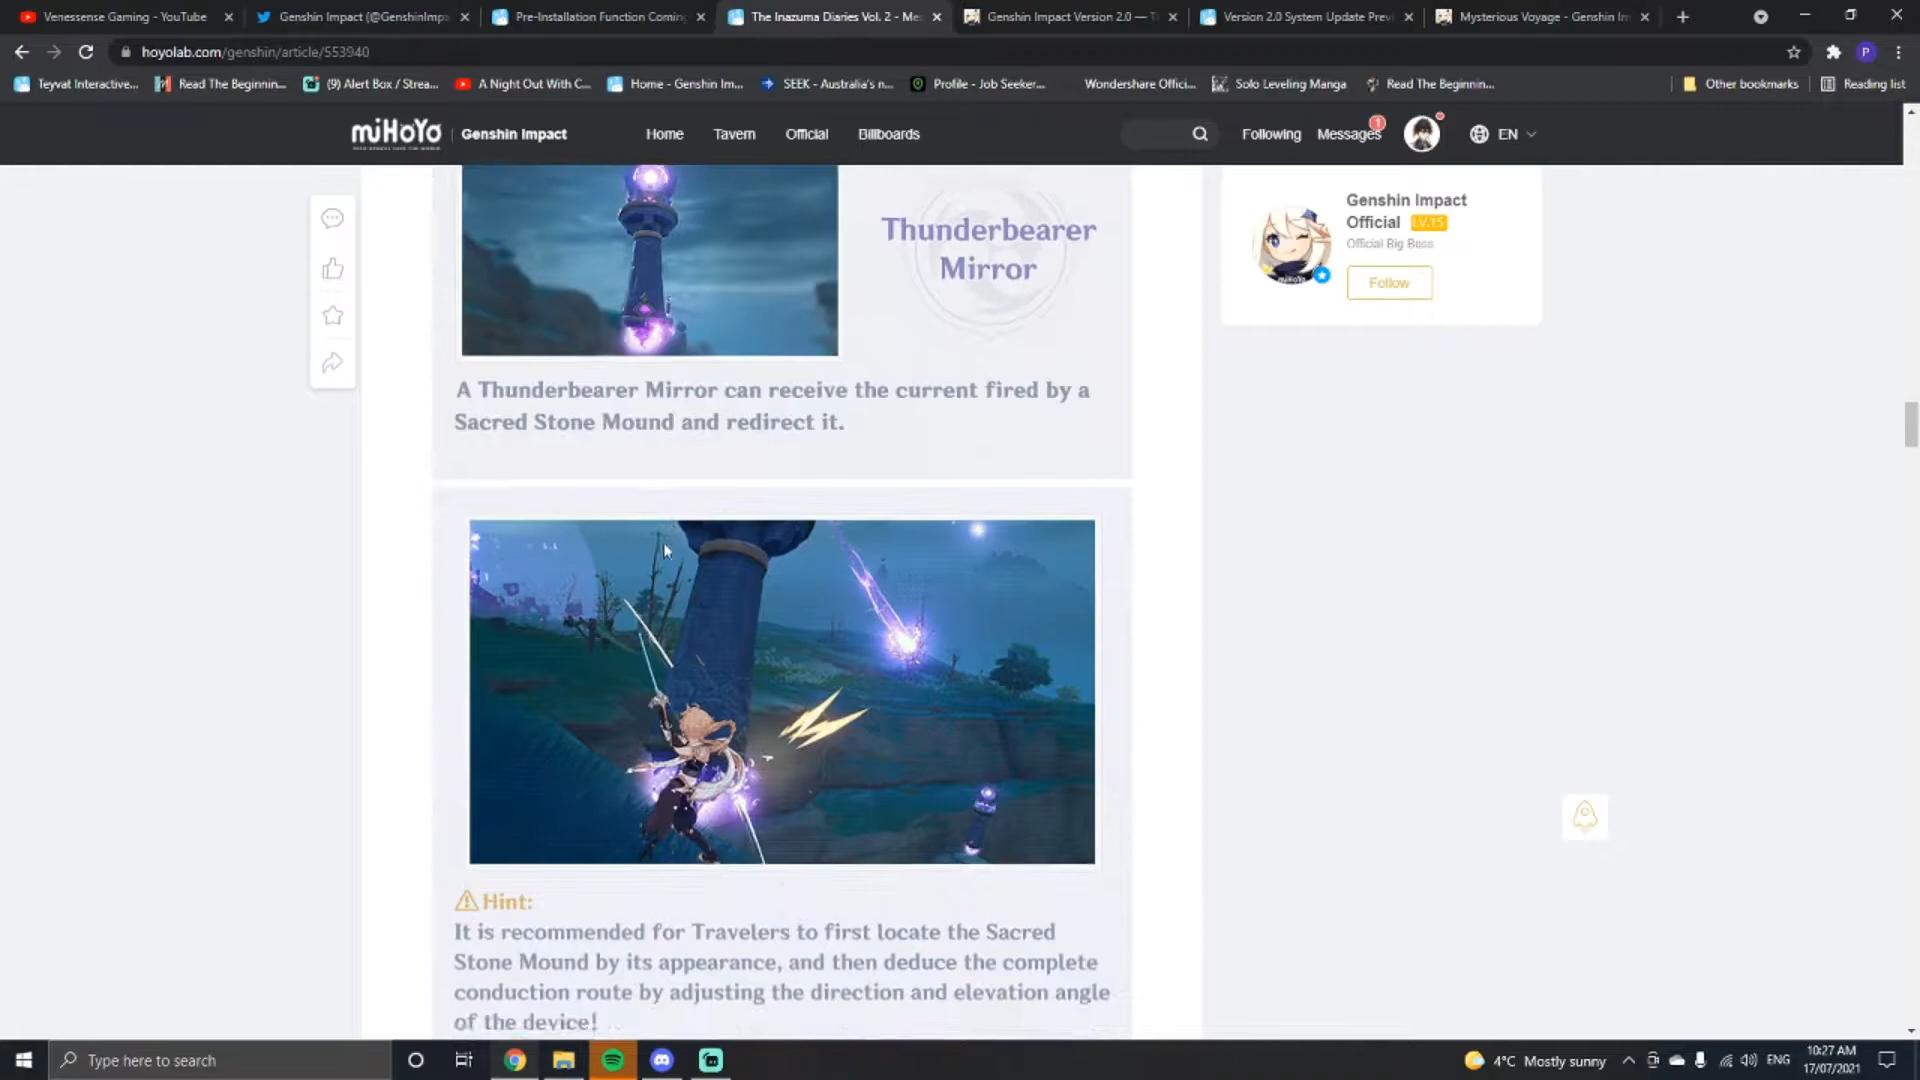 Venessense Gaming - YouTube
Genshin Impact (@GenshinImpa
Pre-Installation Function Coming
The Inazuma Diaries Vol. 2 - Me
Genshin Impact Version 2.0 — T
Version 2.0 System Update Prev
Mysterious Voyage - Genshin Im
hoyolab.com/genshin/article/553940
P
Teyvat Interactive...
Read The Beginnin...
(9) Alert Box / Strea...
A Night Out With C...
Home - Genshin Im...
SEEK - Australia's n...
Profile - Job Seeker...
Wondershare Offici...
Solo Leveling Manga
Read The Beginnin...
Other bookmarks
Reading list
miHoYo
Genshin Impact
Home
Tavern
Official
Billboards
Following
Messages
1
EN
Thunderbearer
Mirror
Genshin Impact
Official LV.15
Official Big Boss
Follow
A Thunderbearer Mirror can receive the current fired by a
Sacred Stone Mound and redirect it.
Hint:
It is recommended for Travelers to first locate the Sacred
Stone Mound by its appearance, and then deduce the complete
conduction route by adjusting the direction and elevation angle
of the device!
Type here to search
4°C Mostly sunny
ENG
10:27 AM
17/07/2021